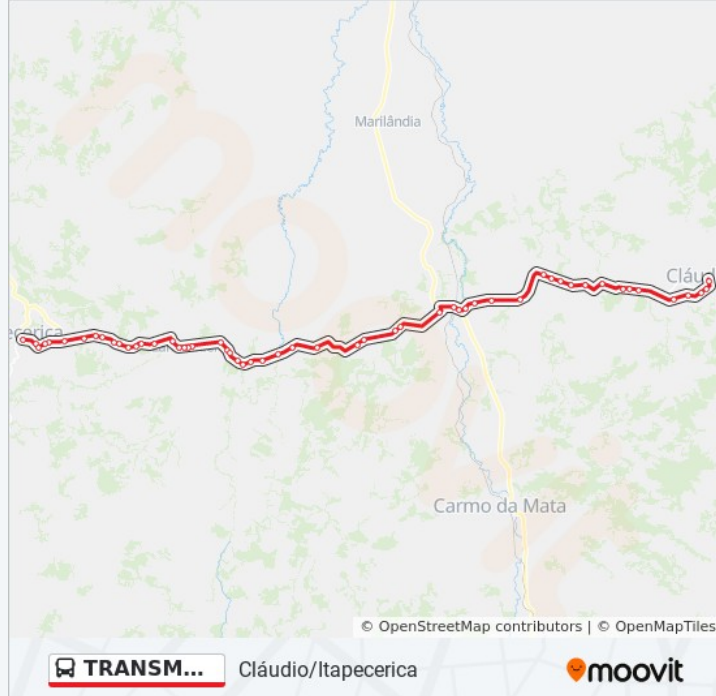 Marilândia
Cláud
ecerica
Carmo da Mata
© OpenStreetMap contributors | © OpenMapTiles
TRANSM...
Cláudio/Itapecerica
moovit